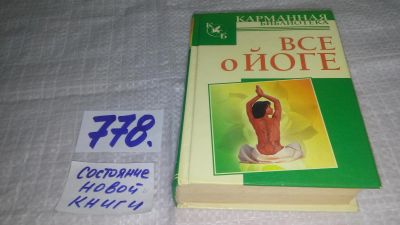 КАРМАННАЯ
БИБЛИОТЕКА
К
Б
ВСЕ
о ЙОГЕ
778.
СОСТОЯНИЕ
НОВОЙ
КНИГИ